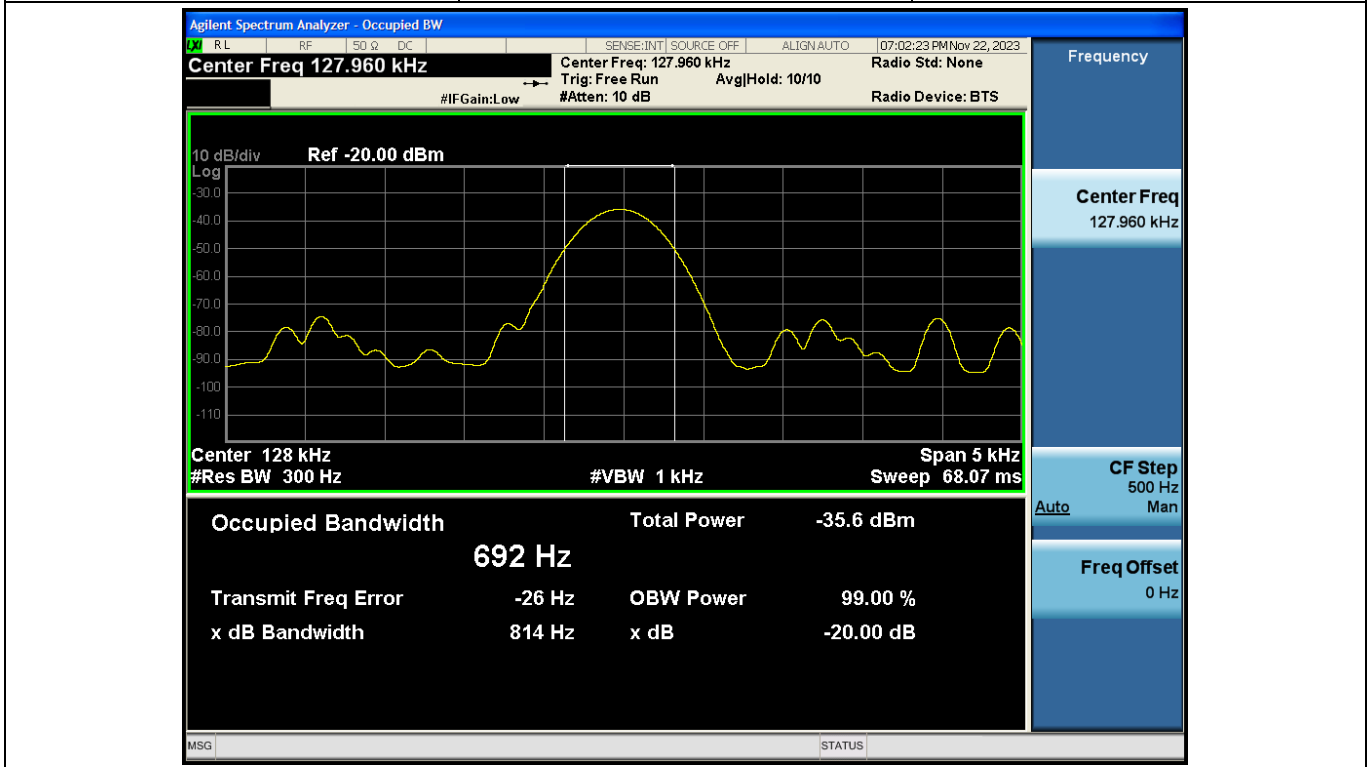 Agilent Spectrum Analyzer - Occupied BW
LXI RL RF 50 Ω DC SENSE:INT SOURCE OFF ALIGN AUTO 07:02:23 PM Nov 22, 2023
Center Freq 127.960 kHz
Center Freq: 127.960 kHz
Radio Std: None
Trig: Free Run Avg|Hold: 10/10
#IFGain:Low
#Atten: 10 dB
Radio Device: BTS
10 dB/div Ref -20.00 dBm
Log
-30.0
-40.0
-50.0
-60.0
-70.0
-80.0
-90.0
-100
-110
Center 128 kHz
Span 5 kHz
#Res BW 300 Hz
#VBW 1 kHz
Sweep 68.07 ms
Occupied Bandwidth
Total Power -35.6 dBm
692 Hz
Transmit Freq Error -26 Hz
OBW Power 99.00 %
x dB Bandwidth 814 Hz
x dB -20.00 dB
MSG
STATUS
Frequency
Center Freq
127.960 kHz
CF Step
500 Hz
Auto Man
Freq Offset
0 Hz